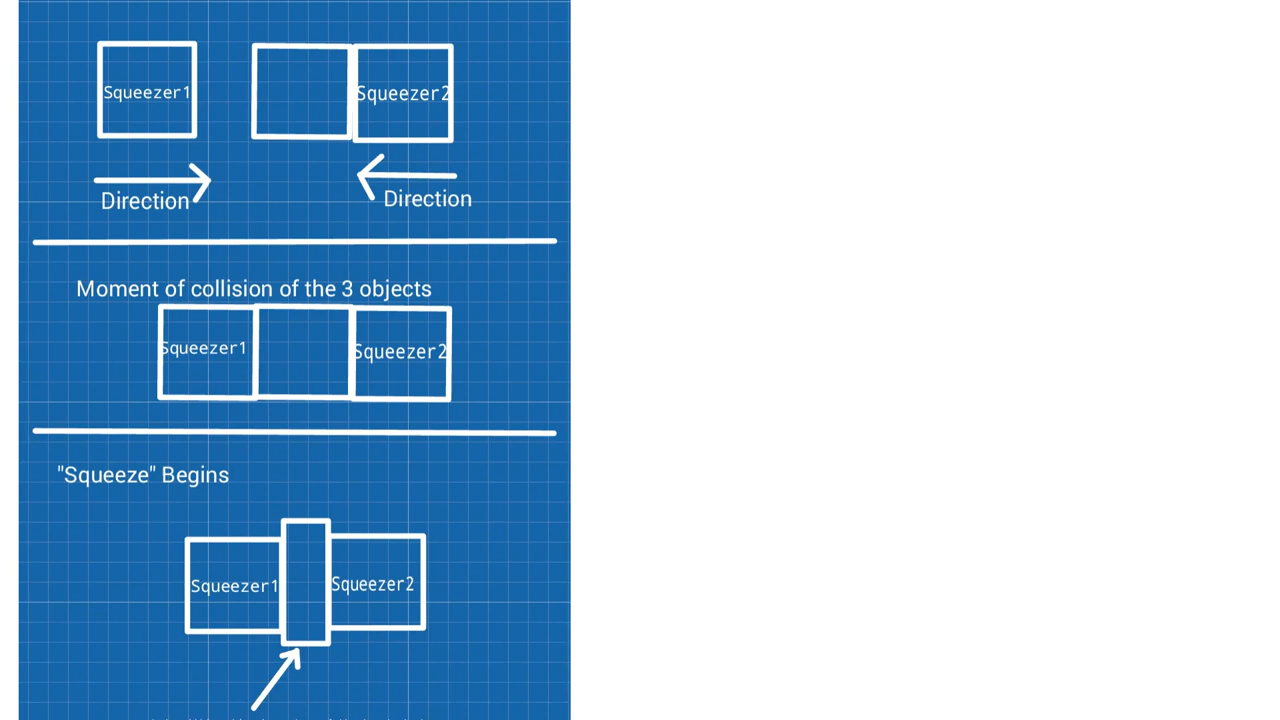 Squeezer1
Squeezer2
Direction
Direction
Moment of collision of the 3 objects
Squeezer1
Squeezer2
"Squeeze" Begins
Squeezer1
Squeezer2